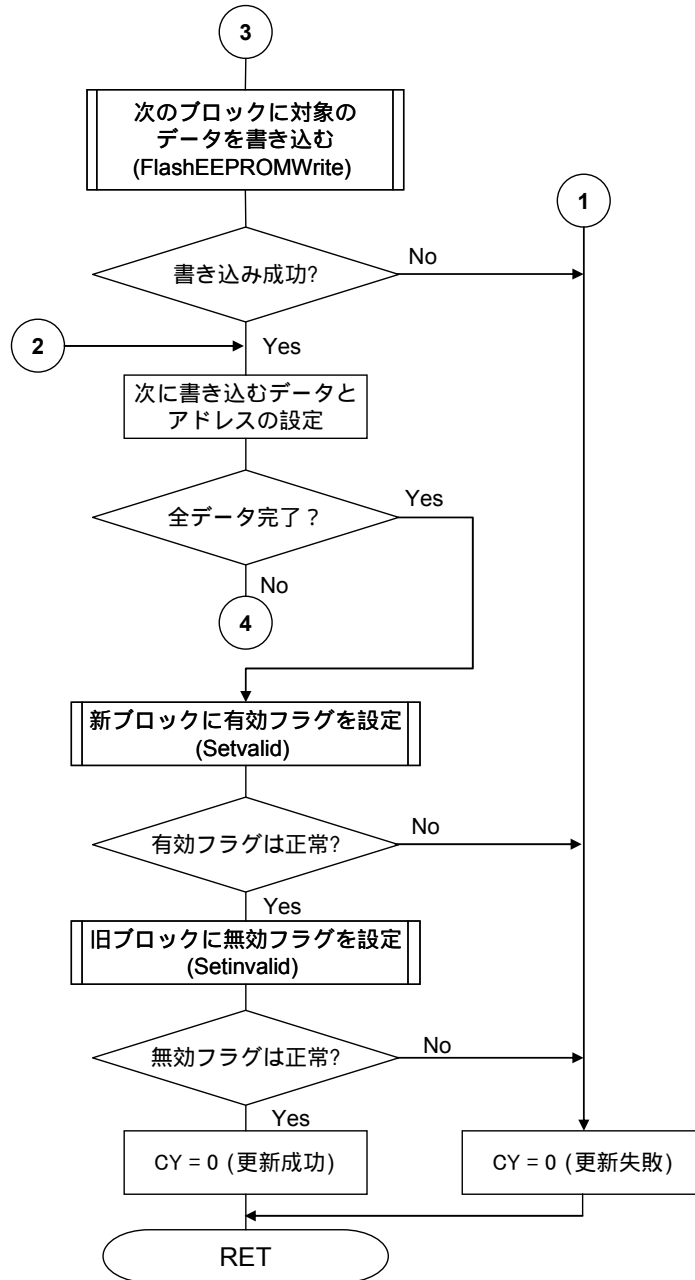 3
次のブロックに対象の
データを書き込む
(FlashEEPROMWrite)
1
書き込み成功?
No
2
Yes
次に書き込むデータと
アドレスの設定
全データ完了？
Yes
No
4
新ブロックに有効フラグを設定
(Setvalid)
有効フラグは正常?
No
Yes
旧ブロックに無効フラグを設定
(Setinvalid)
無効フラグは正常?
No
Yes
CY = 0 (更新成功)
CY = 0 (更新失敗)
RET